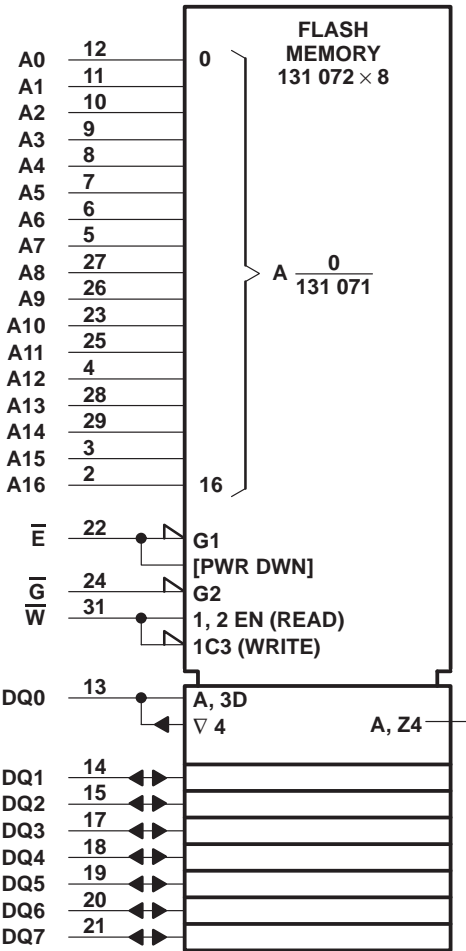 FLASH
MEMORY
131 072 × 8
A0 12 0
A1 11
A2 10
A3 9
A4 8
A5 7
A6 6
A7 5
A8 27
A 0
131 071
A9 26
A10 23
A11 25
A12 4
A13 28
A14 29
A15 3
A16 2 16
E̅ 22 G1
[PWR DWN]
G̅ 24 G2
W̅ 31 1, 2 EN (READ)
1C3 (WRITE)
DQ0 13 A, 3D
∇ 4 A, Z4
DQ1 14
DQ2 15
DQ3 17
DQ4 18
DQ5 19
DQ6 20
DQ7 21